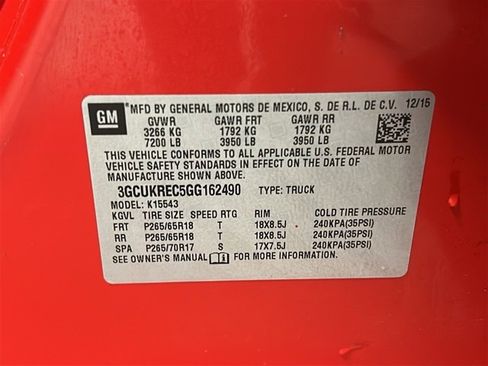 GM
®*MFD BY GENERAL MOTORS DE MEXICO, S. DE R.L. DE C.V. 12/15
GVWR GAWR FRT GAWR RR
3266 KG 1792 KG 1792 KG
7200 LB 3950 LB 3950 LB
THIS VEHICLE CONFORMS TO ALL APPLICABLE U.S. FEDERAL MOTOR
VEHICLE SAFETY STANDARDS IN EFFECT ON THE DATE OF
MANUFACTURE SHOWN ABOVE.
3GCUKREC5GG162490 TYPE: TRUCK
MODEL: K15543
KGVL TIRE SIZE SPEED RTG RIM COLD TIRE PRESSURE
FRT P265/65R18 T 18X8.5J 240KPA(35PSI)
RR P265/65R18 T 18X8.5J 240KPA(35PSI)
SPA P265/70R17 S 17X7.5J 240KPA(35PSI)
SEE OWNER'S MANUAL FOR MORE INFORMATION.